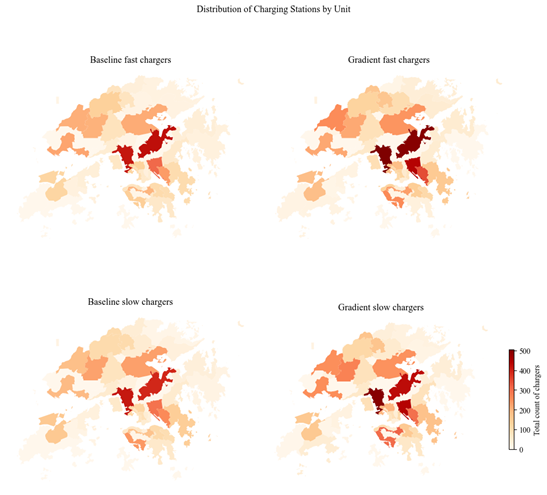 Distribution of Charging Stations by Unit
Baseline fast chargers
Gradient fast chargers
Baseline slow chargers
Gradient slow chargers
500
400
300
200
100
0
Total count of chargers